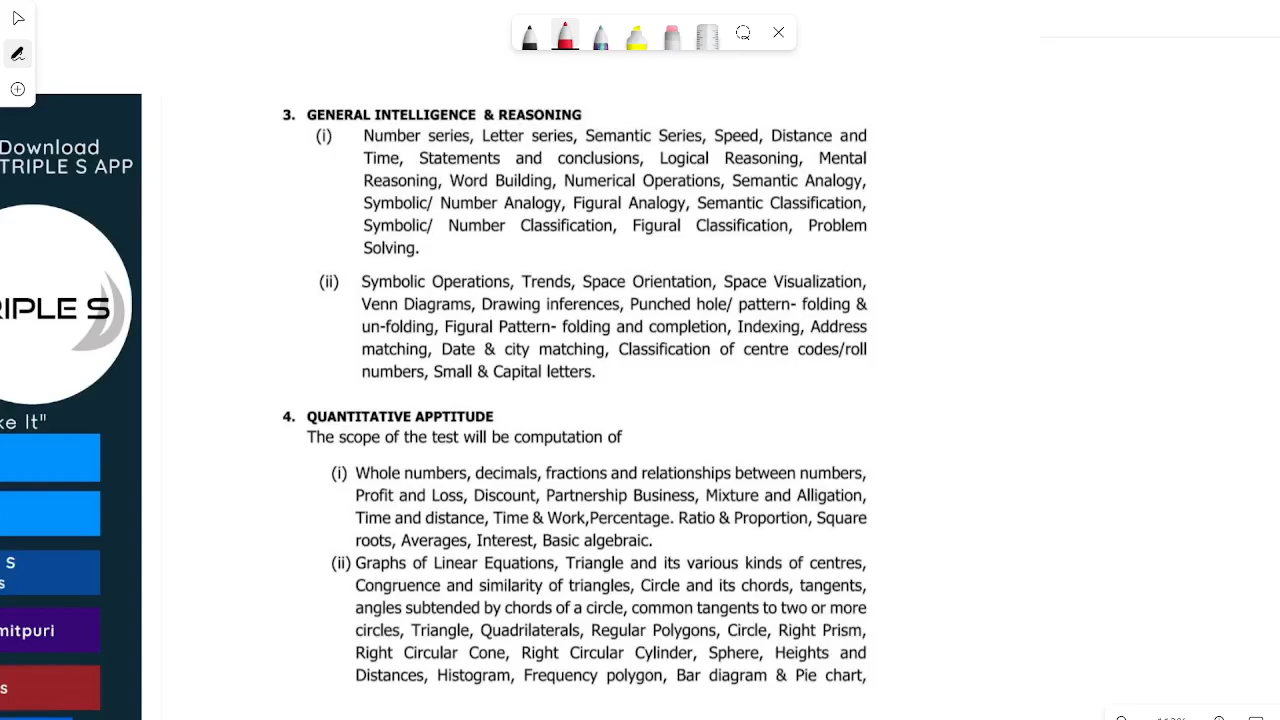 Download
TRIPLE S APP
RIPLE S
ke It"
S
s
mitpuri
s
3. GENERAL INTELLIGENCE & REASONING
(i) Number series, Letter series, Semantic Series, Speed, Distance and
Time, Statements and conclusions, Logical Reasoning, Mental
Reasoning, Word Building, Numerical Operations, Semantic Analogy,
Symbolic/ Number Analogy, Figural Analogy, Semantic Classification,
Symbolic/ Number Classification, Figural Classification, Problem
Solving.
(ii) Symbolic Operations, Trends, Space Orientation, Space Visualization,
Venn Diagrams, Drawing inferences, Punched hole/ pattern- folding &
un-folding, Figural Pattern- folding and completion, Indexing, Address
matching, Date & city matching, Classification of centre codes/roll
numbers, Small & Capital letters.
4. QUANTITATIVE APPTITUDE
The scope of the test will be computation of
(i) Whole numbers, decimals, fractions and relationships between numbers,
Profit and Loss, Discount, Partnership Business, Mixture and Alligation,
Time and distance, Time & Work,Percentage. Ratio & Proportion, Square
roots, Averages, Interest, Basic algebraic.
(ii) Graphs of Linear Equations, Triangle and its various kinds of centres,
Congruence and similarity of triangles, Circle and its chords, tangents,
angles subtended by chords of a circle, common tangents to two or more
circles, Triangle, Quadrilaterals, Regular Polygons, Circle, Right Prism,
Right Circular Cone, Right Circular Cylinder, Sphere, Heights and
Distances, Histogram, Frequency polygon, Bar diagram & Pie chart,